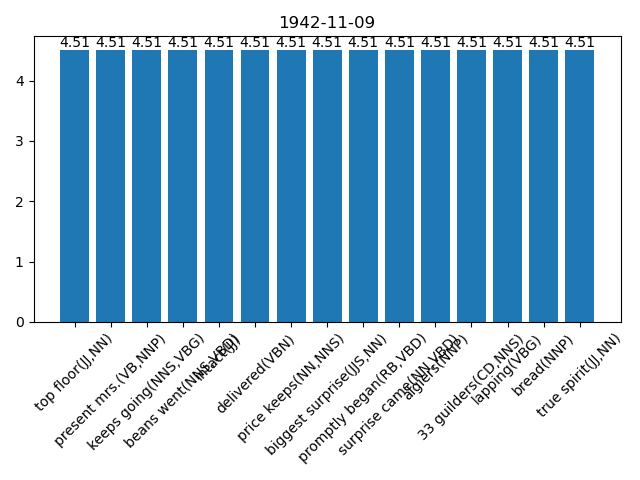 1942-11-09
4.51 4.51 4.51 4.51 4.51 4.51 4.51 4.51 4.51 4.51 4.51 4.51 4.51 4.51 4.51
4
3
2
1
0
top floor(JJ,NN)
present mrs.(VB,NNP)
keeps going(NNS,VBG)
beans went(NNS,VBD)
intact(JJ)
delivered(VBN)
price keeps(NN,NNS)
biggest surprise(JJS,NN)
promptly began(RB,VBD)
surprise came(NN,VBD)
algiers(NNP)
33 guilders(CD,NNS)
lapping(VBG)
bread(NNP)
true spirit(JJ,NN)